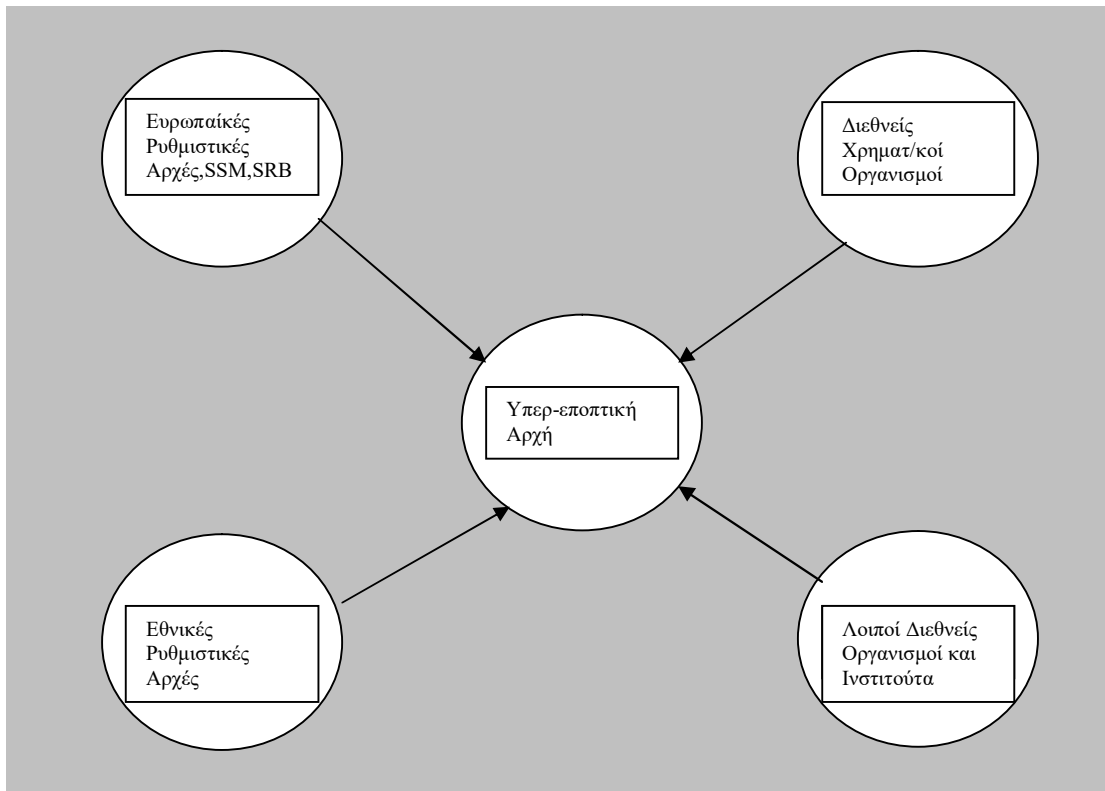 Ευρωπαίκές
Ρυθμιστικές
Αρχές,SSM,SRB
Διεθνείς
Χρηματ/κοί
Οργανισμοί
Υπερ-εποπτική
Αρχή
Εθνικές
Ρυθμιστικές
Αρχές
Λοιποί Διεθνείς
Οργανισμοί και
Ινστιτούτα